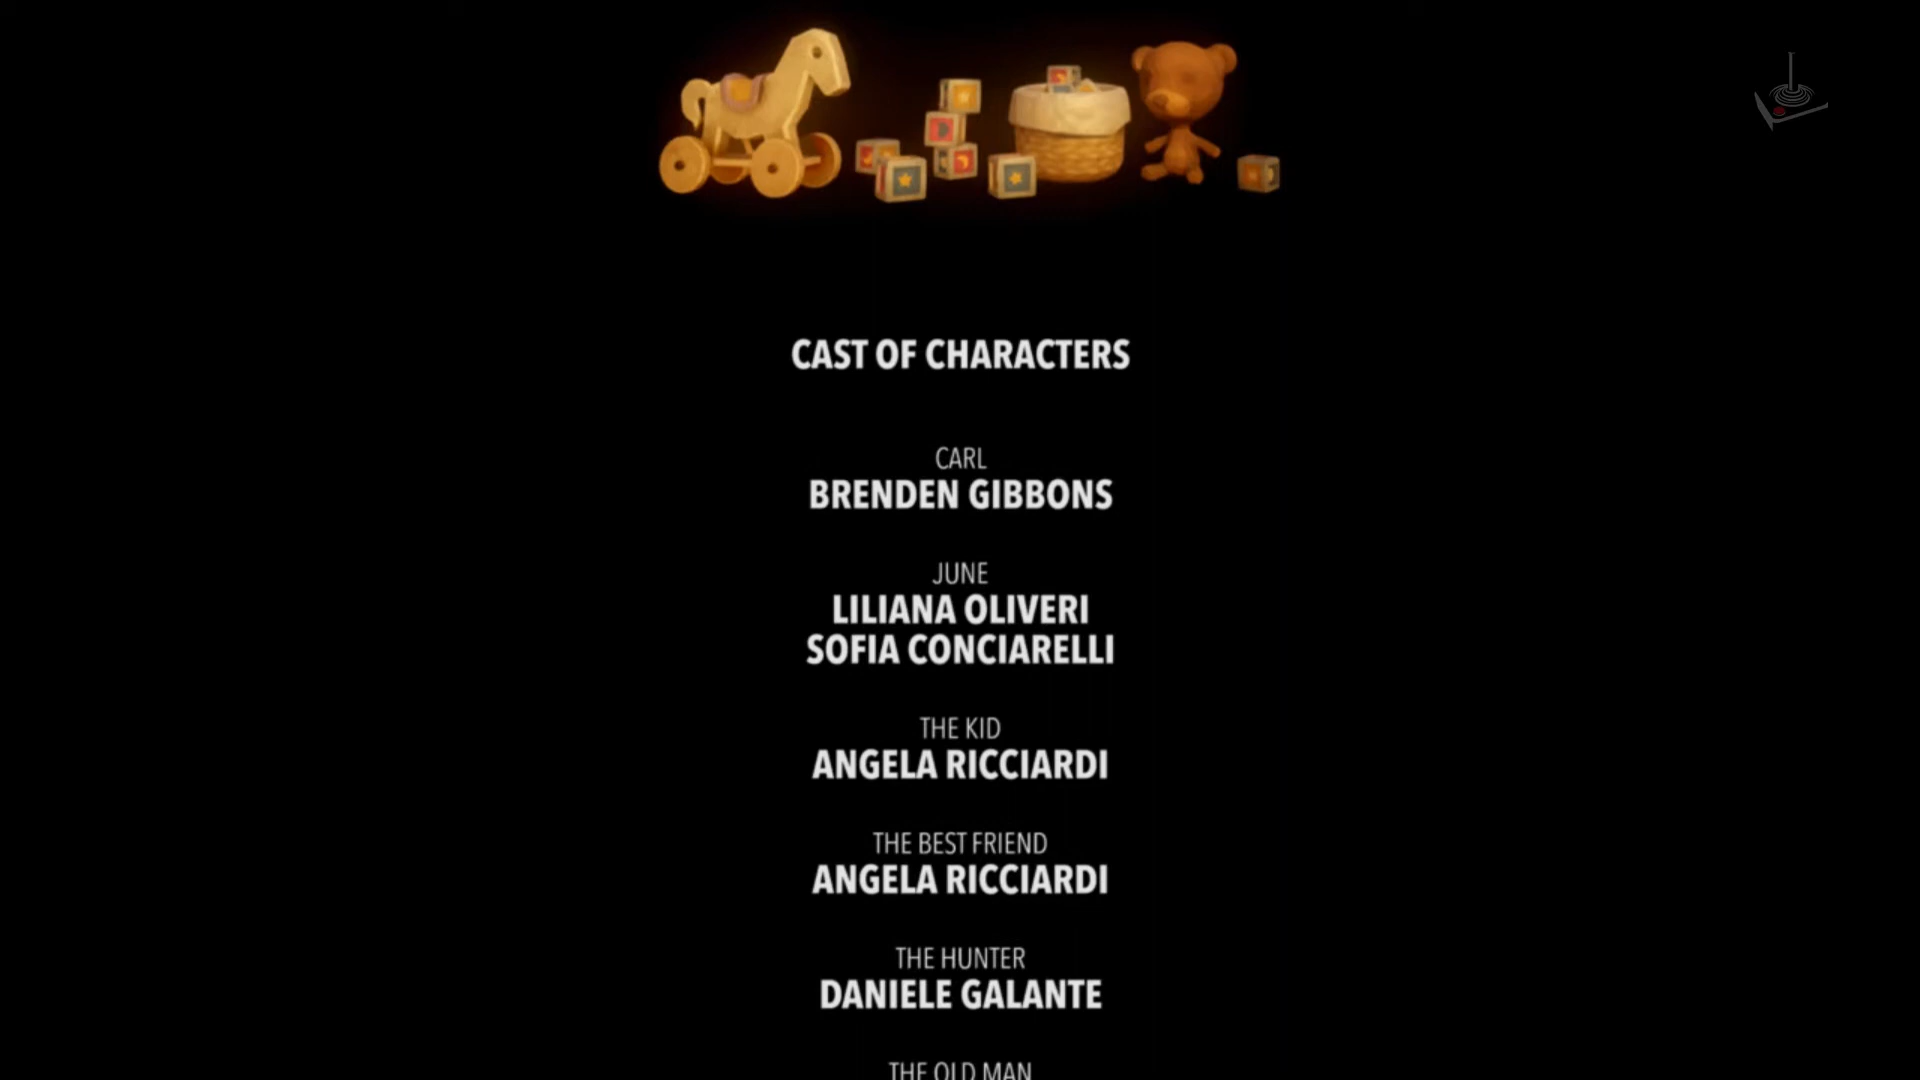 CAST OF CHARACTERS
CARL
BRENDEN GIBBONS
JUNE
LILIANA OLIVERI
SOFIA CONCIARELLI
THE KID
ANGELA RICCIARDI
THE BEST FRIEND
ANGELA RICCIARDI
THE HUNTER
DANIELE GALANTE
THE OLD MAN